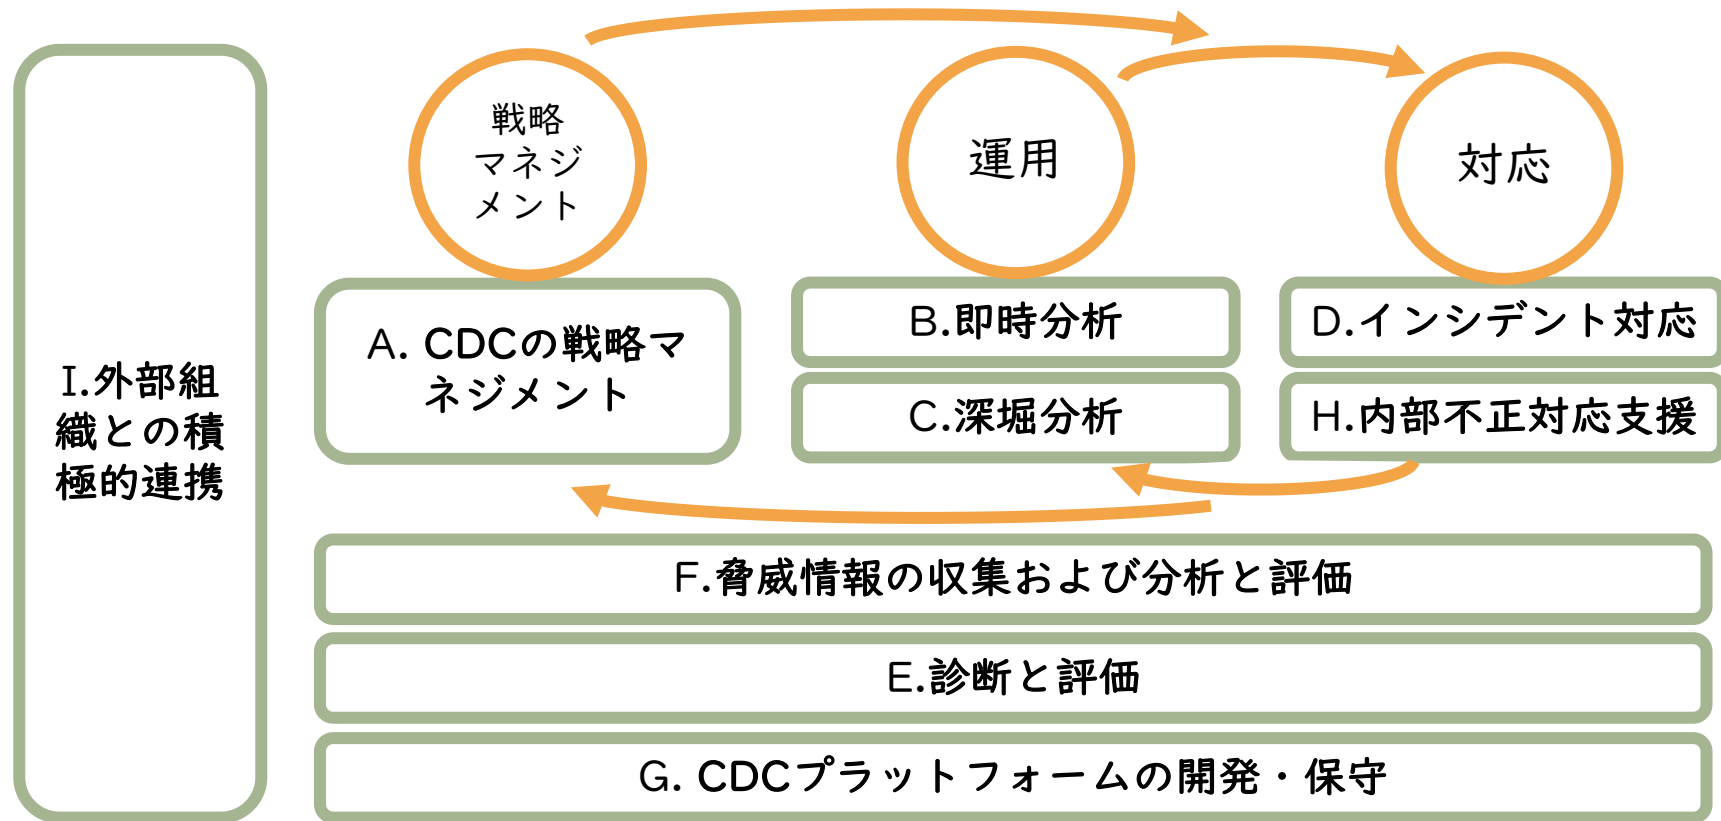 戦略
マネジ
メント
運用
対応
I.外部組
織との積
極的連携
A. CDCの戦略マ
ネジメント
B.即時分析
C.深堀分析
D.インシデント対応
H.内部不正対応支援
F.脅威情報の収集および分析と評価
E.診断と評価
G. CDCプラットフォームの開発・保守